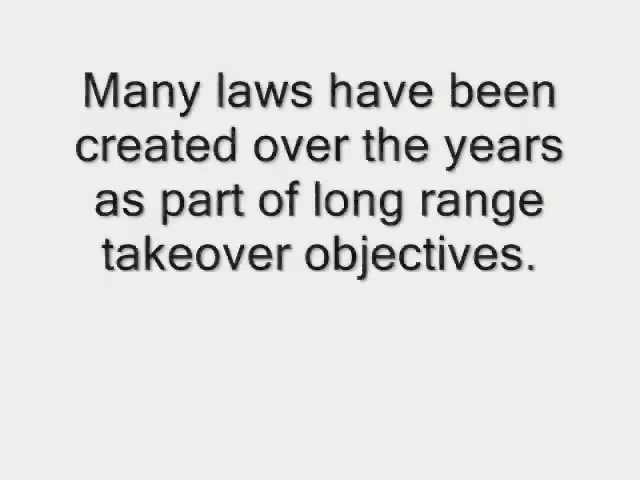 Many laws have been
created over the years
as part of long range
takeover objectives.